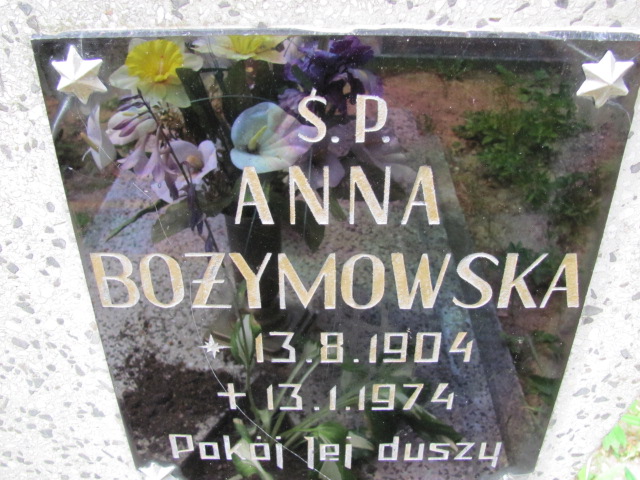 Ś.P.
ANNA
BOŻYMOWSKA
* 13.8.1904
+ 13.1.1974
Pokój jej duszy